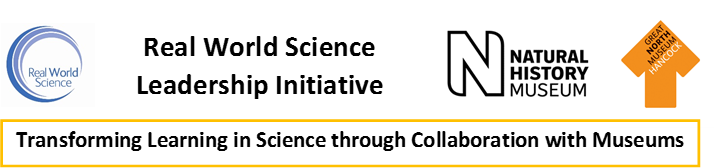 Real World
Science
Real World Science
Leadership Initiative
N
NATURAL
HISTORY
MUSEUM
GREAT
NORTH
MUSEUM
HANCOCK
Transforming Learning in Science through Collaboration with Museums